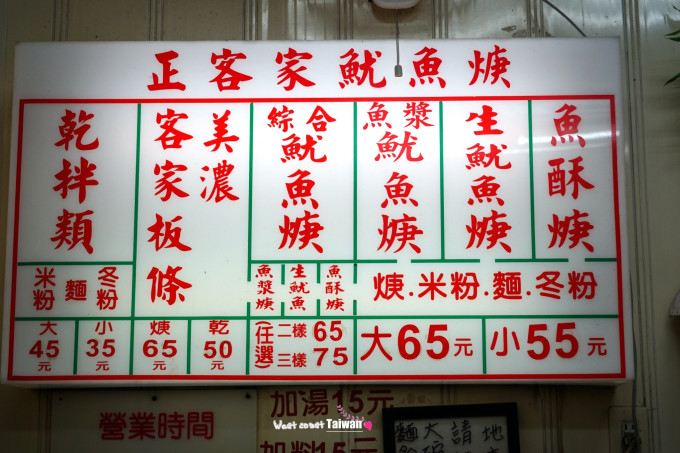 正客家魷魚焿
魚酥焿
生魷魚焿
魚漿魷魚焿
綜合魷魚焿
美濃客家板條
乾拌類
焿.米粉.麵.冬粉
魚酥焿
生魷魚
魚漿焿
冬粉
麵
米粉
大45元
小35元
焿65元
乾50元
(任選)二樣65
三樣75
大65元
小55元
營業時間
加湯15元
West coast Taiwan